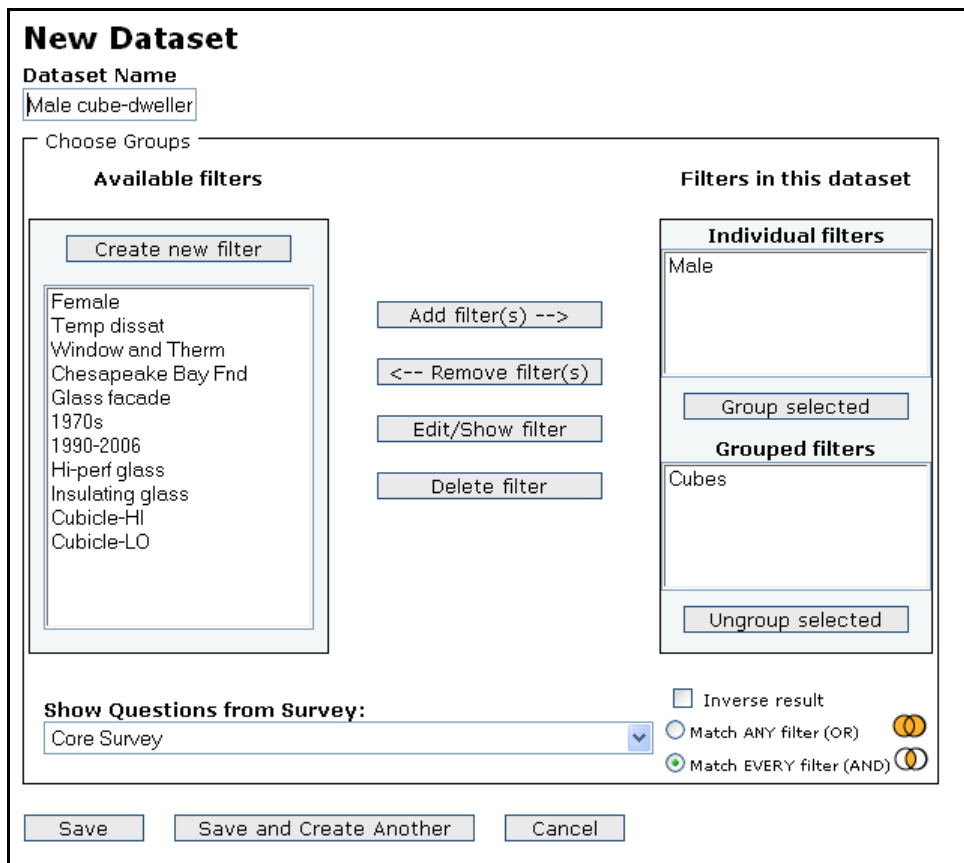 New Dataset
Dataset Name
Male cube-dweller
Choose Groups
Available filters
Create new filter
Female
Temp dissat
Window and Therm
Chesapeake Bay Fnd
Glass facade
1970s
1990-2006
Hi-perf glass
Insulating glass
Cubicle-HI
Cubicle-LO
Add filter(s) -->
<-- Remove filter(s)
Edit/Show filter
Delete filter
Filters in this dataset
Individual filters
Male
Group selected
Grouped filters
Cubes
Ungroup selected
Show Questions from Survey:
Core Survey
Inverse result
Match ANY filter (OR)
Match EVERY filter (AND)
Save
Save and Create Another
Cancel